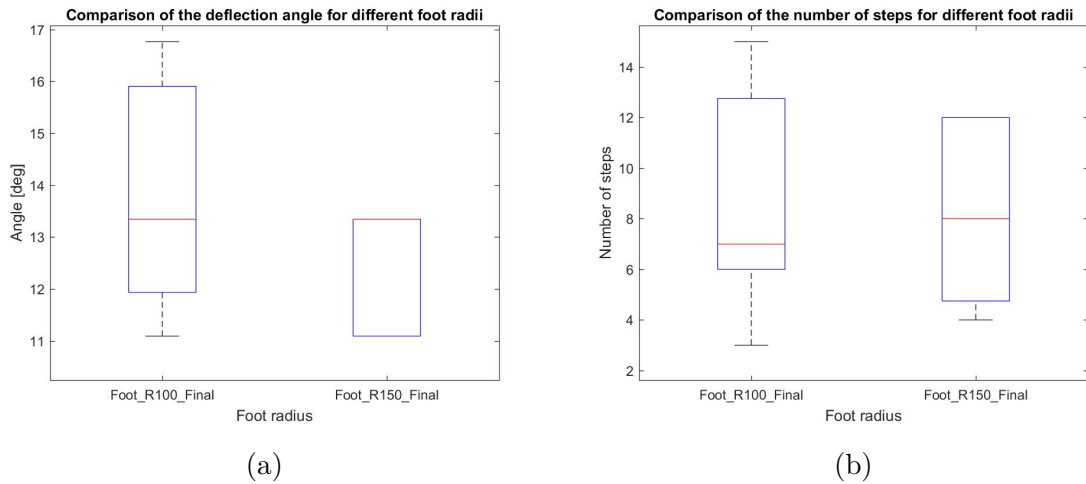 Comparison of the deflection angle for different foot radii
17
16
15
14
13
12
11
Angle [deg]
Foot_R100_Final Foot_R150_Final
Foot radius
(a)
Comparison of the number of steps for different foot radii
14
12
10
8
6
4
2
Number of steps
Foot_R100_Final Foot_R150_Final
Foot radius
(b)